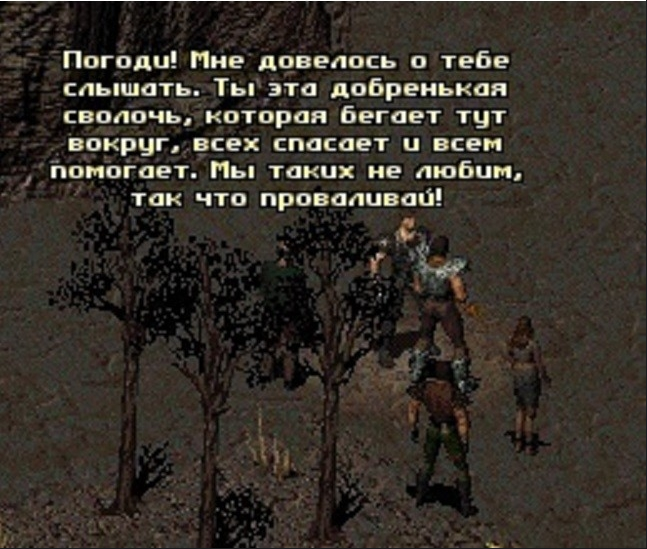 Погоди! Мне довелось о тебе
слышать. Ты эта добренькая
сволочь, которая бегает тут
вокруг, всех спасает и всем
помогает. Мы таких не любим,
так что проваливай!